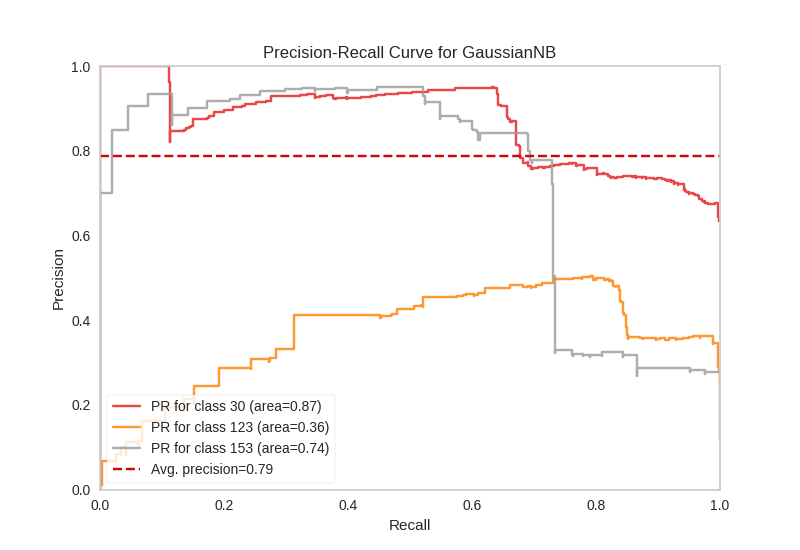 Precision-Recall Curve for GaussianNB
1.0
0.8
0.6
0.4
0.2
0.0
Precision
PR for class 30 (area=0.87)
PR for class 123 (area=0.36)
PR for class 153 (area=0.74)
Avg. precision=0.79
0.0 0.2 0.4 0.6 0.8 1.0
Recall